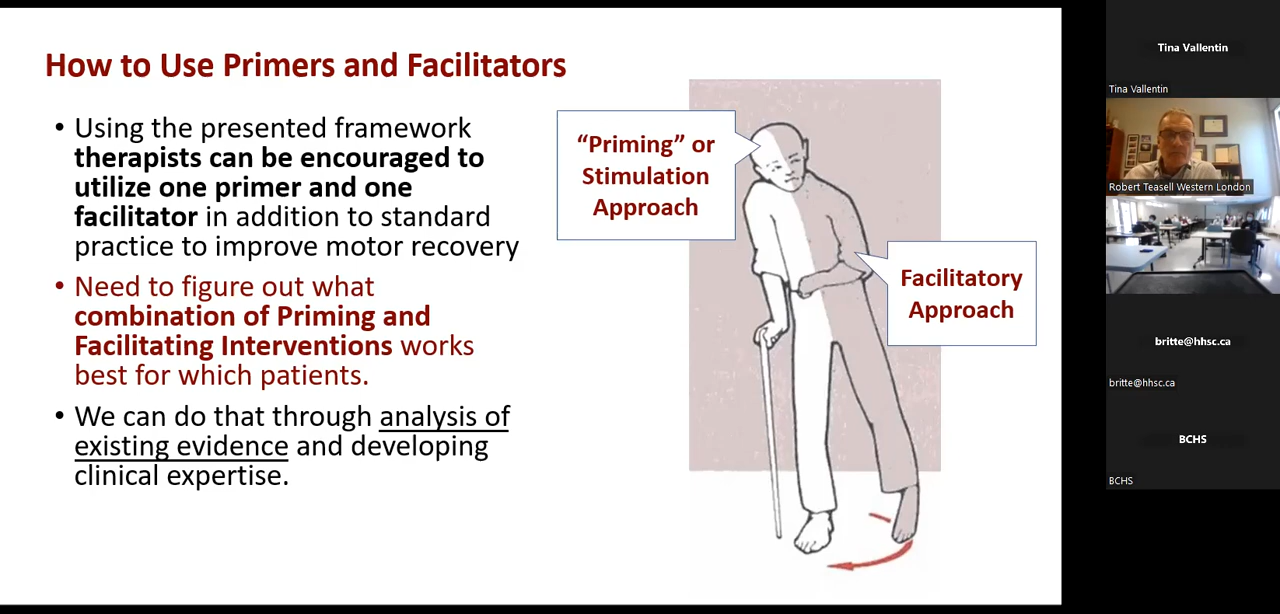 How to Use Primers and Facilitators
• Using the presented framework
therapists can be encouraged to
utilize one primer and one
facilitator in addition to standard
practice to improve motor recovery
• Need to figure out what
combination of Priming and
Facilitating Interventions works
best for which patients.
• We can do that through analysis of
existing evidence and developing
clinical expertise.
“Priming” or
Stimulation
Approach
Facilitatory
Approach
Tina Vallentin
Tina Vallentin
Robert Teasell Western London
britte@hhsc.ca
britte@hhsc.ca
BCHS
BCHS